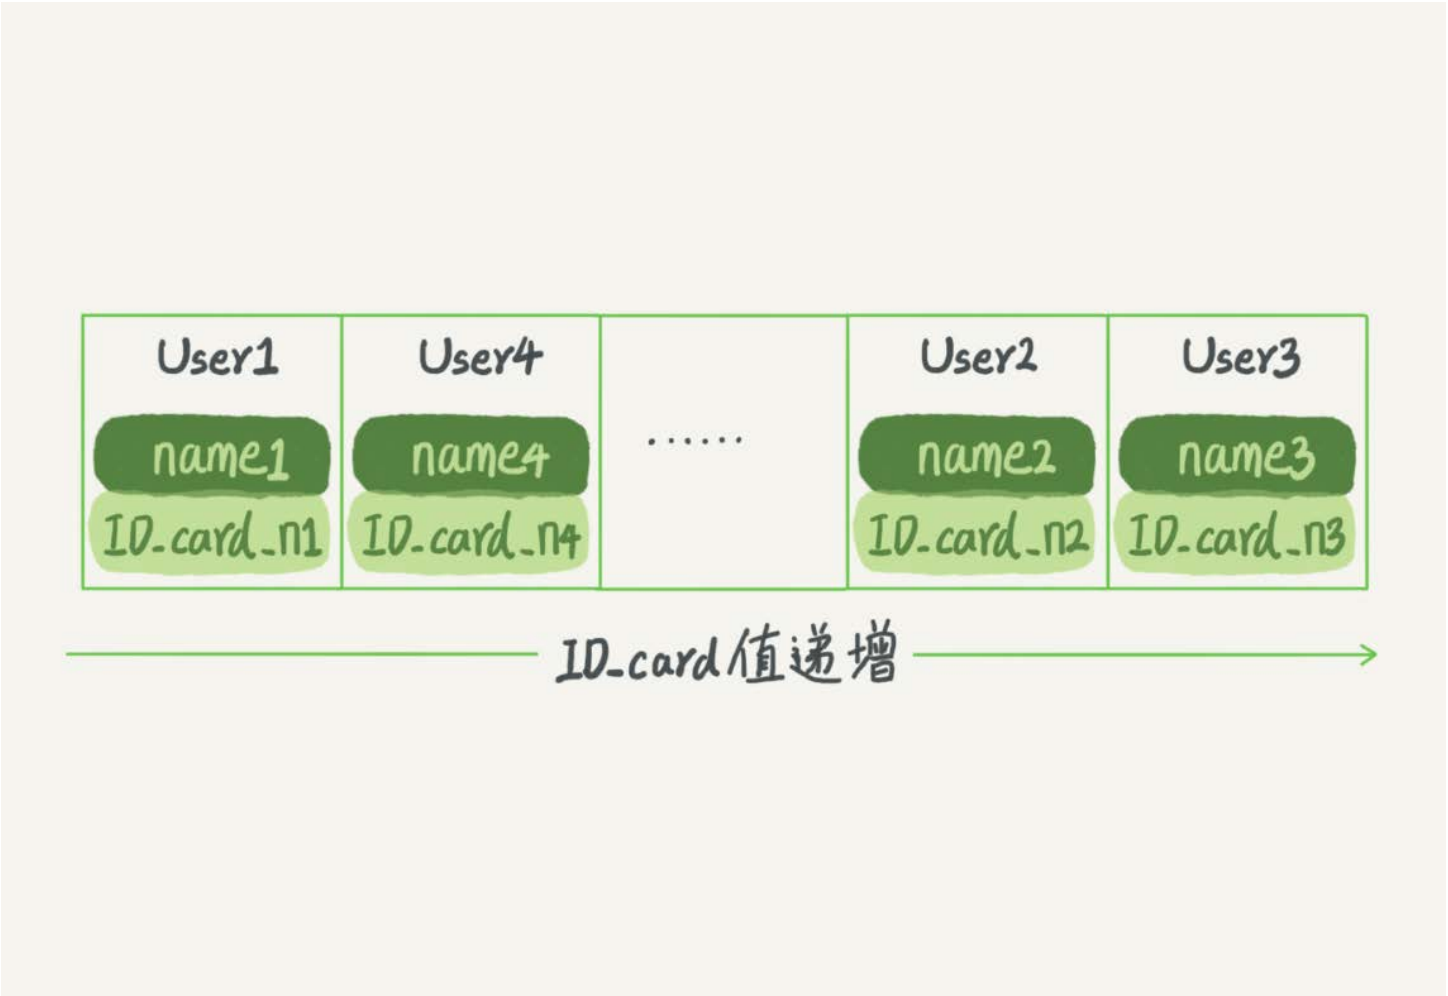 User1 User4 User2 User3
name1 name4 ...... name2 name3
ID_card_n1 ID_card_n4 ID_card_n2 ID_card_n3
ID_card值递增